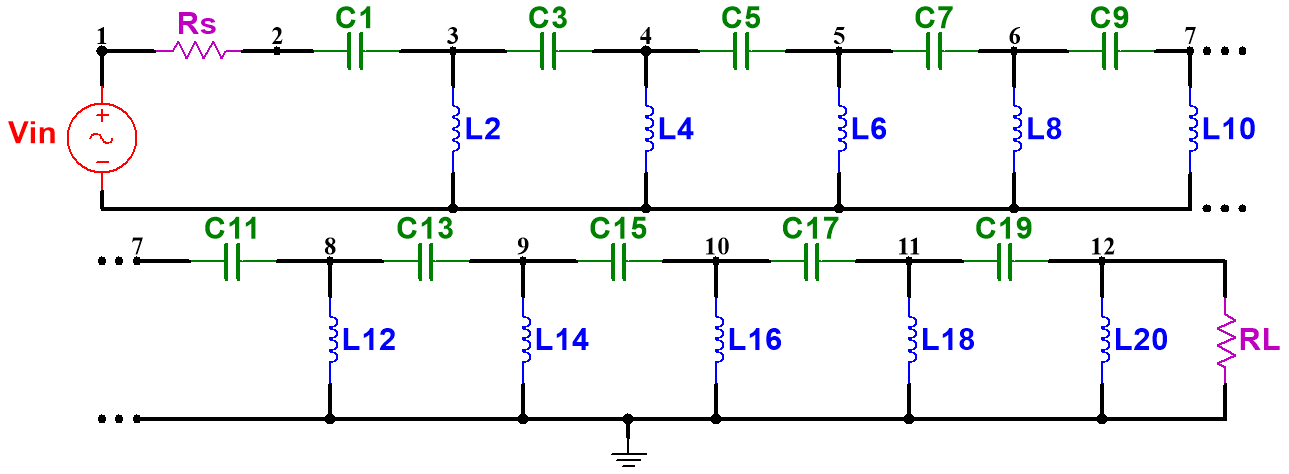 Rs C1 C3 C5 C7 C9
1 2 3 4 5 6 7
Vin + − L2 L4 L6 L8 L10
C11 C13 C15 C17 C19
7 8 9 10 11 12
L12 L14 L16 L18 L20 RL